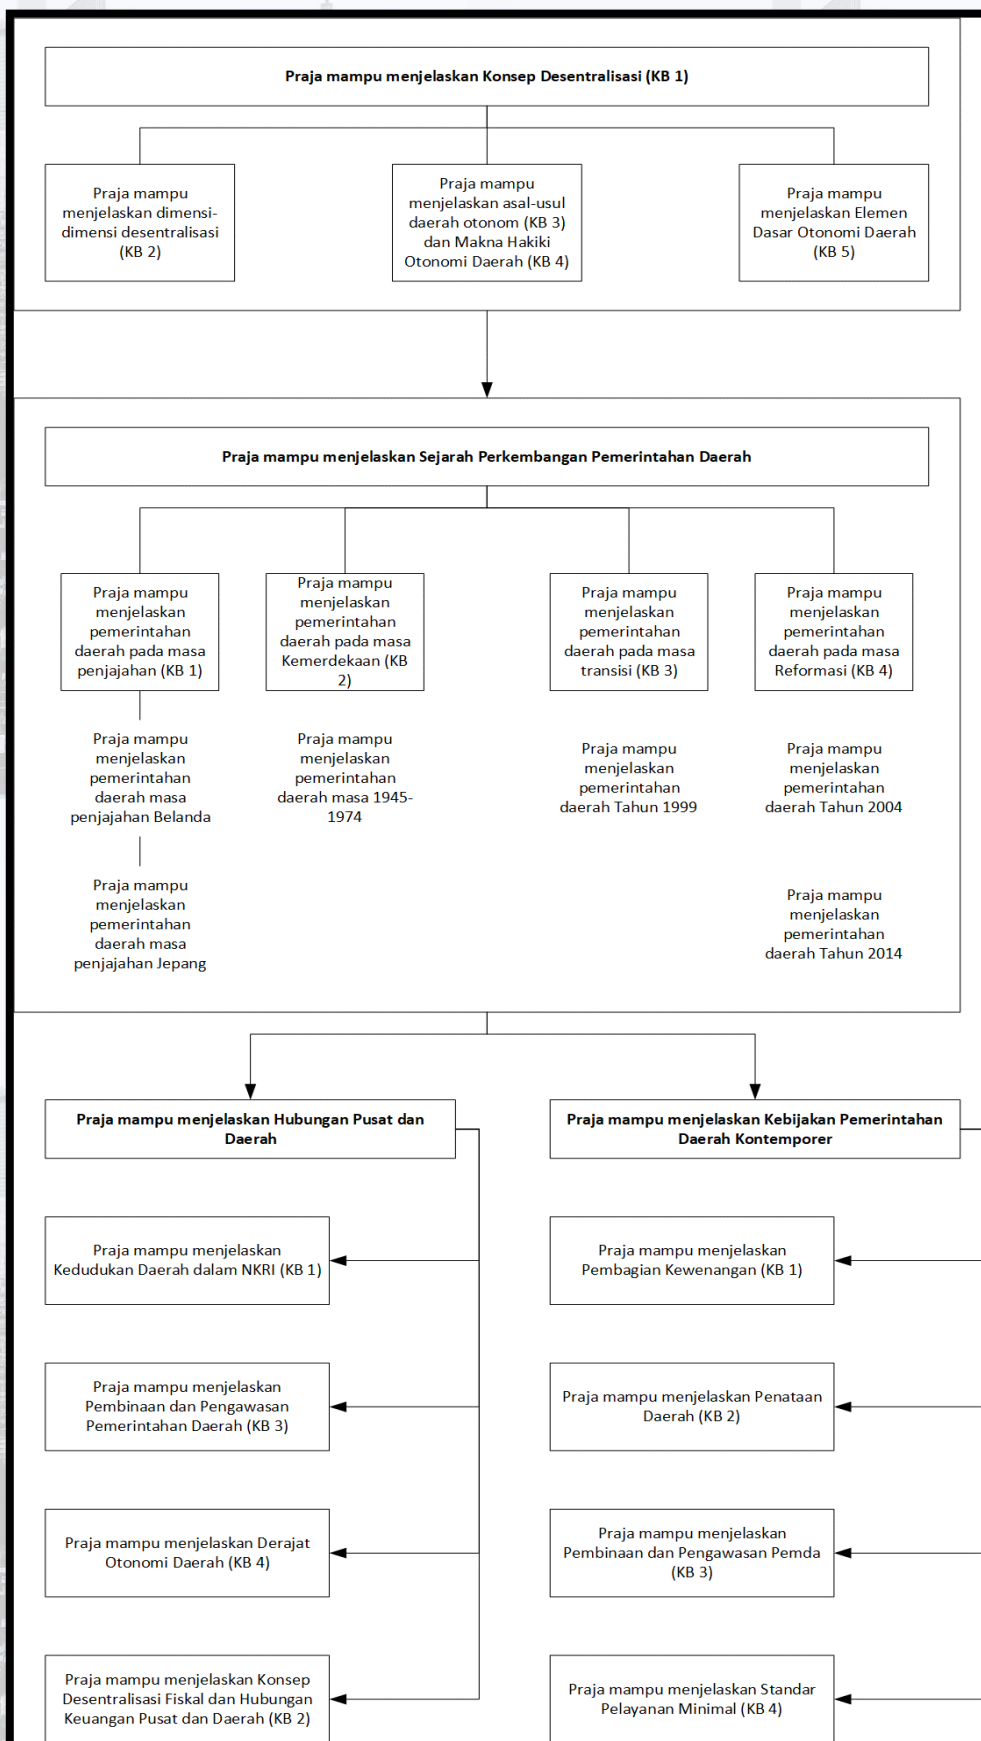 Praja mampu menjelaskan Konsep Desentralisasi (KB 1)
Praja mampu
menjelaskan dimensi-
dimensi desentralisasi
(KB 2)
Praja mampu
menjelaskan asal-usul
daerah otonom (KB 3)
dan Makna Hakiki
Otonomi Daerah (KB 4)
Praja mampu
menjelaskan Elemen
Dasar Otonomi Daerah
(KB 5)
Praja mampu menjelaskan Sejarah Perkembangan Pemerintahan Daerah
Praja mampu
menjelaskan
pemerintahan
daerah pada masa
penjajahan (KB 1)
Praja mampu
menjelaskan
pemerintahan
daerah pada masa
Kemerdekaan (KB
2)
Praja mampu
menjelaskan
pemerintahan
daerah pada masa
transisi (KB 3)
Praja mampu
menjelaskan
pemerintahan
daerah pada masa
Reformasi (KB 4)
Praja mampu
menjelaskan
pemerintahan
daerah masa
penjajahan Belanda
Praja mampu
menjelaskan
pemerintahan
daerah masa 1945-
1974
Praja mampu
menjelaskan
pemerintahan
daerah Tahun 1999
Praja mampu
menjelaskan
pemerintahan
daerah Tahun 2004
Praja mampu
menjelaskan
pemerintahan
daerah masa
penjajahan Jepang
Praja mampu
menjelaskan
pemerintahan
daerah Tahun 2014
Praja mampu menjelaskan Hubungan Pusat dan
Daerah
Praja mampu menjelaskan Kebijakan Pemerintahan
Daerah Kontemporer
Praja mampu menjelaskan
Kedudukan Daerah dalam NKRI (KB 1)
Praja mampu menjelaskan
Pembagian Kewenangan (KB 1)
Praja mampu menjelaskan
Pembinaan dan Pengawasan
Pemerintahan Daerah (KB 3)
Praja mampu menjelaskan Penataan
Daerah (KB 2)
Praja mampu menjelaskan Derajat
Otonomi Daerah (KB 4)
Praja mampu menjelaskan
Pembinaan dan Pengawasan Pemda
(KB 3)
Praja mampu menjelaskan Konsep
Desentralisasi Fiskal dan Hubungan
Keuangan Pusat dan Daerah (KB 2)
Praja mampu menjelaskan Standar
Pelayanan Minimal (KB 4)